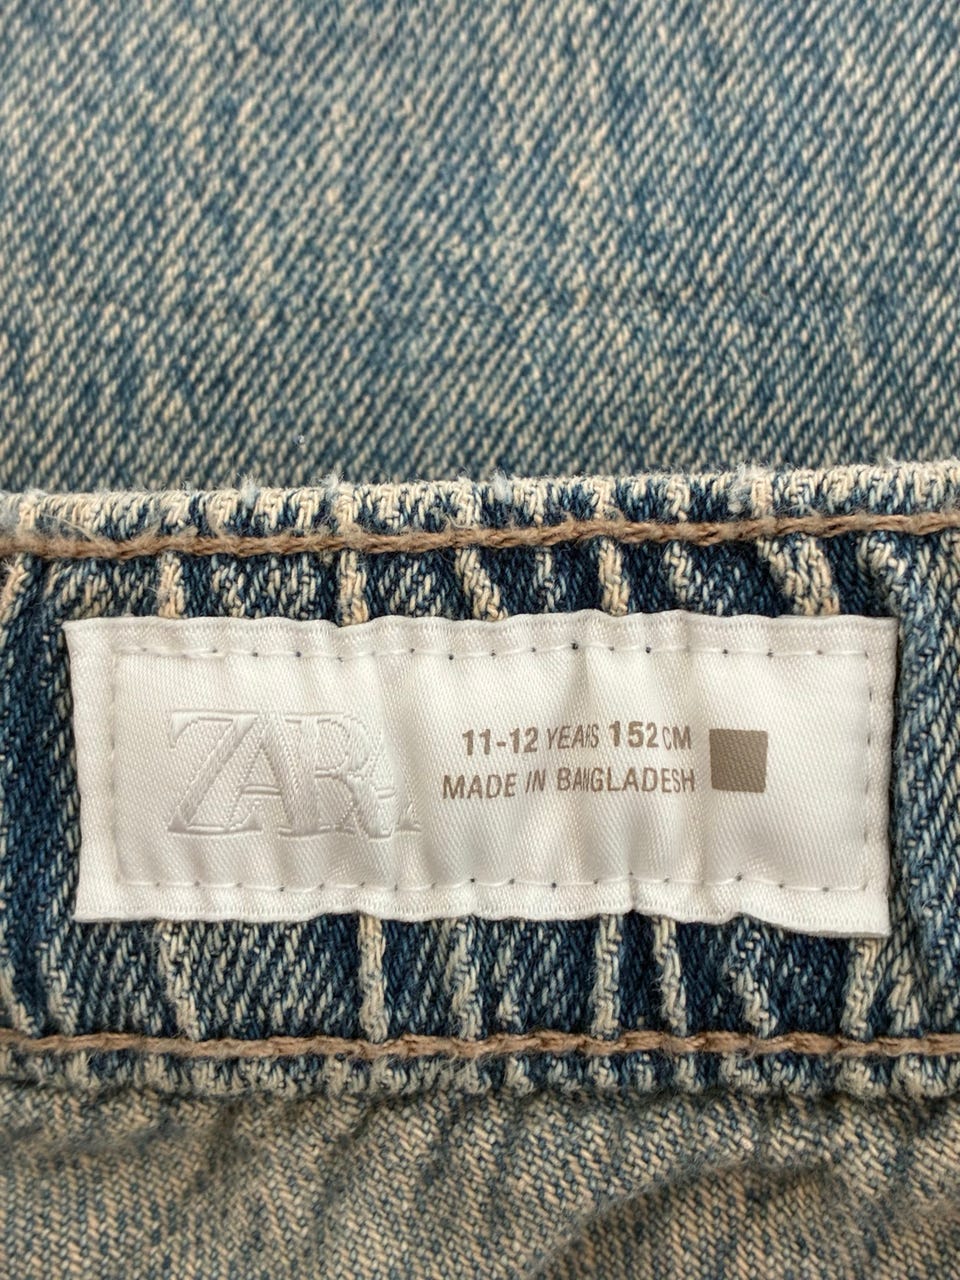 ZARA
11-12 YEARS 152 CM
MADE IN BANGLADESH